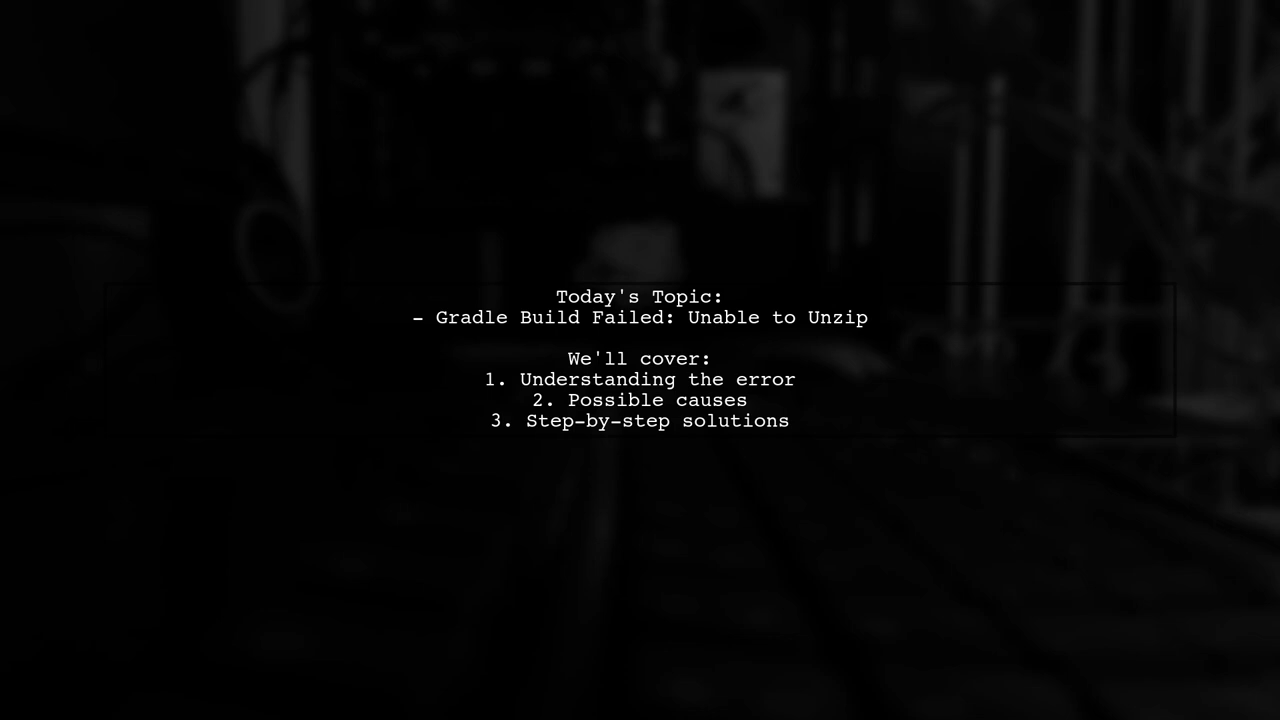 Today's Topic:
- Gradle Build Failed: Unable to Unzip
We'll cover:
1. Understanding the error
2. Possible causes
3. Step-by-step solutions